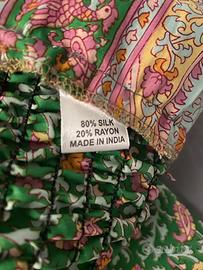 80% SILK
20% RAYON
MADE IN INDIA